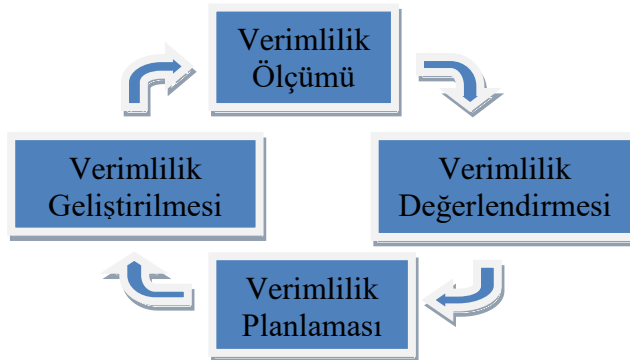 Verimlilik
Ölçümü
Verimlilik
Değerlendirmesi
Verimlilik
Planlaması
Verimlilik
Geliştirilmesi